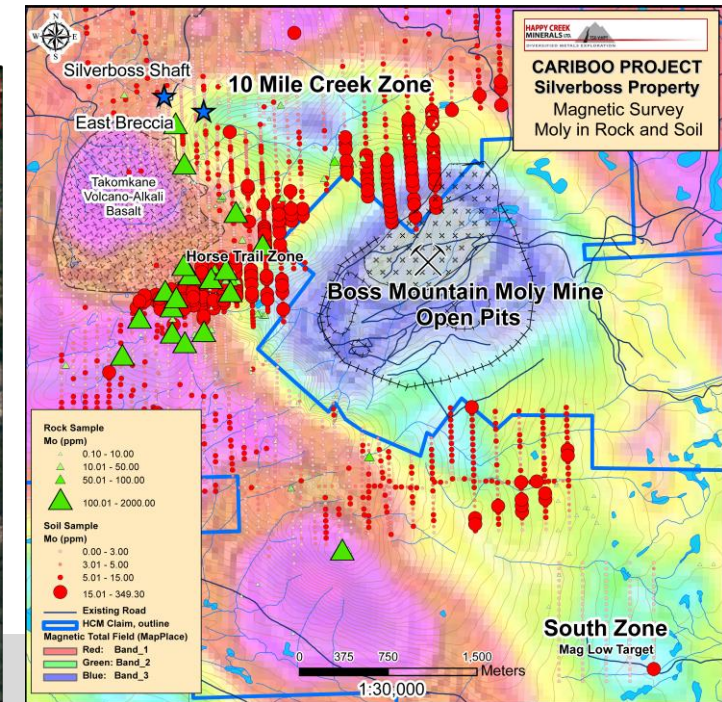 HAPPY CREEK
MINERALS LTD
TSX-V:HPY
DIVERSIFIED METALS EXPLORATION
CARIBOO PROJECT
Silverboss Property
Magnetic Survey
Moly in Rock and Soil
N
W E
S
Silverboss Shaft
10 Mile Creek Zone
East Breccia
Takomkane
Volcano-Alkali
Basalt
Horse Trail Zone
Boss Mountain Moly Mine
Open Pits
Rock Sample
Mo (ppm)
0.10 - 10.00
10.01 - 50.00
50.01 - 100.00
100.01 - 2000.00
Soil Sample
Mo (ppm)
0.00 - 3.00
3.01 - 5.00
5.01 - 15.00
15.01 - 349.30
Existing Road
HCM Claim, outline
Magnetic Total Field (MapPlace)
Red: Band_1
Green: Band_2
Blue: Band_3
South Zone
Mag Low Target
0 375 750 1,500
Meters
1:30,000